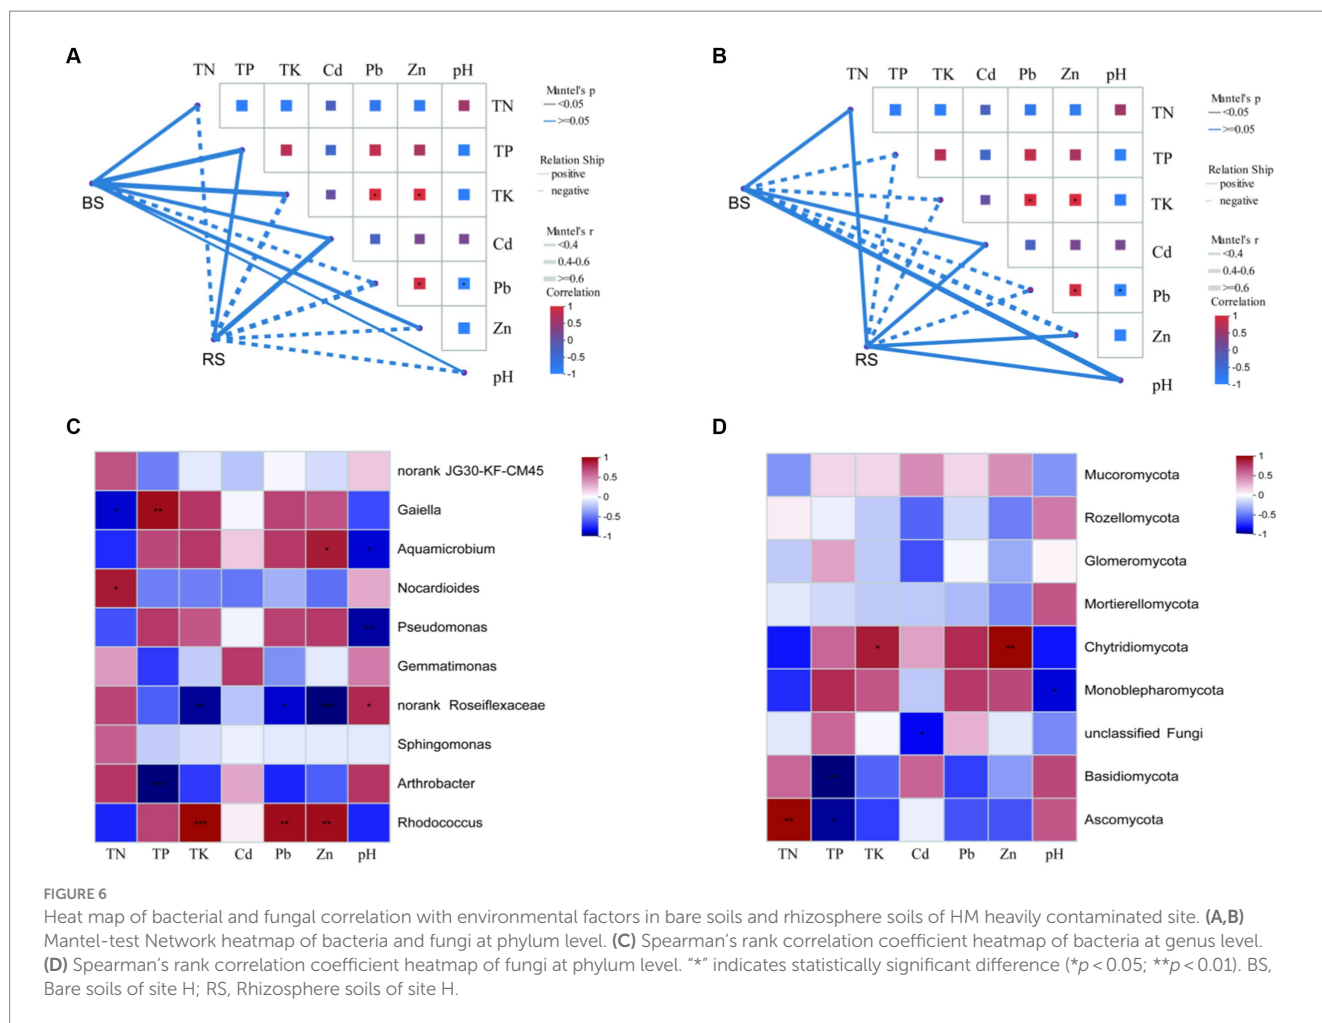 A
TN TP TK Cd Pb Zn pH
TN
TP
TK
Cd
Pb
Zn
pH
BS
RS
Mantel's p
<0.05
>=0.05
Relation Ship
positive
negative
Mantel's r
<0.4
0.4-0.6
>=0.6
Correlation
1
0.5
0
-0.5
-1
B
TN TP TK Cd Pb Zn pH
TN
TP
TK
Cd
Pb
Zn
pH
BS
RS
Mantel's p
<0.05
>=0.05
Relation Ship
positive
negative
Mantel's r
<0.4
0.4-0.6
>=0.6
Correlation
1
0.5
0
-0.5
-1
C
norank JG30-KF-CM45
Gaiella
Aquamicrobium
Nocardioides
Pseudomonas
Gemmatimonas
norank Roseiflexaceae
Sphingomonas
Arthrobacter
Rhodococcus
TN TP TK Cd Pb Zn pH
1
0.5
0
-0.5
-1
D
Mucoromycota
Rozellomycota
Glomeromycota
Mortierellomycota
Chytridiomycota
Monoblepharomycota
unclassified Fungi
Basidiomycota
Ascomycota
TN TP TK Cd Pb Zn pH
1
0.5
0
-0.5
-1
FIGURE 6
Heat map of bacterial and fungal correlation with environmental factors in bare soils and rhizosphere soils of HM heavily contaminated site. (A,B)
Mantel-test Network heatmap of bacteria and fungi at phylum level. (C) Spearman's rank correlation coefficient heatmap of bacteria at genus level.
(D) Spearman's rank correlation coefficient heatmap of fungi at phylum level. "*" indicates statistically significant difference (*p < 0.05; **p < 0.01). BS,
Bare soils of site H; RS, Rhizosphere soils of site H.